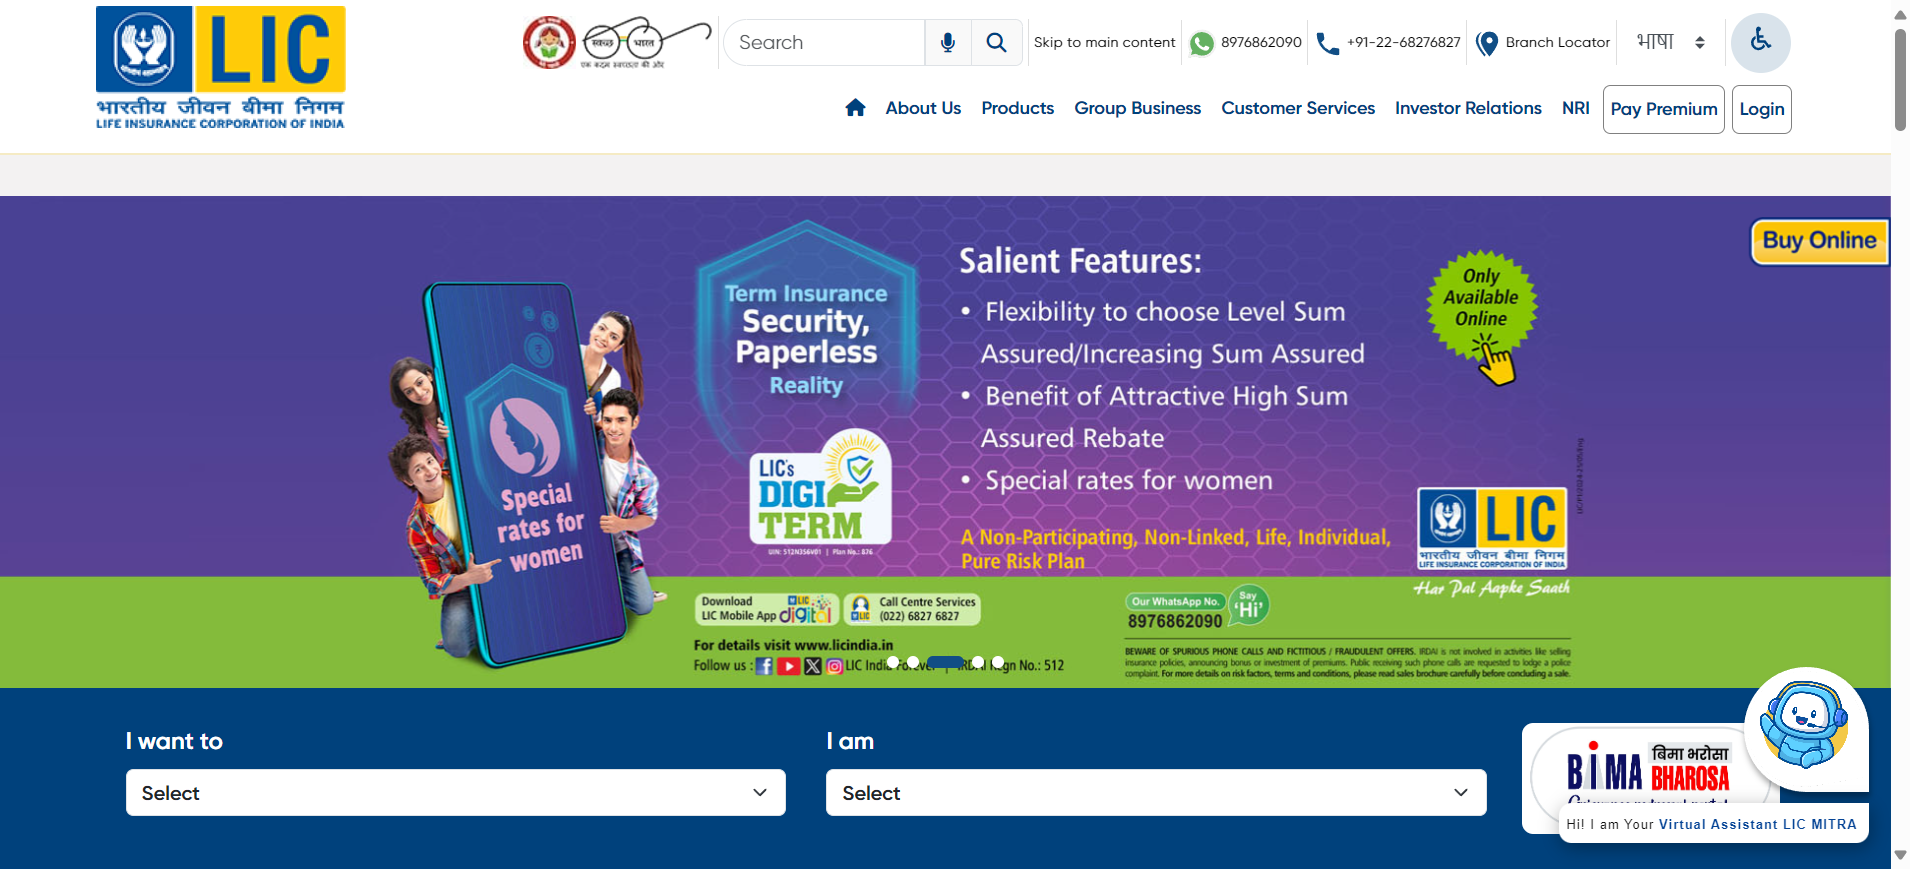 LIC
भारतीय जीवन बीमा निगम
LIFE INSURANCE CORPORATION OF INDIA
स्वच्छ भारत
एक कदम स्वच्छता की ओर
Search
Skip to main content
8976862090
+91-22-68276827
Branch Locator
भाषा
About Us
Products
Group Business
Customer Services
Investor Relations
NRI
Pay Premium
Login
Buy Online
Term Insurance
Security,
Paperless
Reality
Salient Features:
• Flexibility to choose Level Sum
Assured/Increasing Sum Assured
• Benefit of Attractive High Sum
Assured Rebate
• Special rates for women
A Non-Participating, Non-Linked, Life, Individual,
Pure Risk Plan
Only
Available
Online
Special
rates for
women
LIC's
DIGI
TERM
UIN: 512N356V01 | Plan No.: 876
LIC
भारतीय जीवन बीमा निगम
LIFE INSURANCE CORPORATION OF INDIA
Har Pal Aapke Saath
Download
LIC Mobile App
LIC
digital
Call Centre Services
(022) 6827 6827
LIC
Our WhatsApp No.
8976862090
Say
'Hi'
For details visit www.licindia.in
Follow us :
LIC India Forever | IRDAI Regn No.: 512
BEWARE OF SPURIOUS PHONE CALLS AND FICTITIOUS / FRAUDULENT OFFERS. IRDAI is not involved in activities like selling
insurance policies, announcing bonus or investment of premiums. Public receiving such phone calls are requested to lodge a police
complaint. For more details on risk factors, terms and conditions, please read sales brochure carefully before concluding a sale.
I want to
Select
I am
Select
BIMA
बिमा भरोसा
BHAROSA
Hi! I am Your Virtual Assistant LIC MITRA